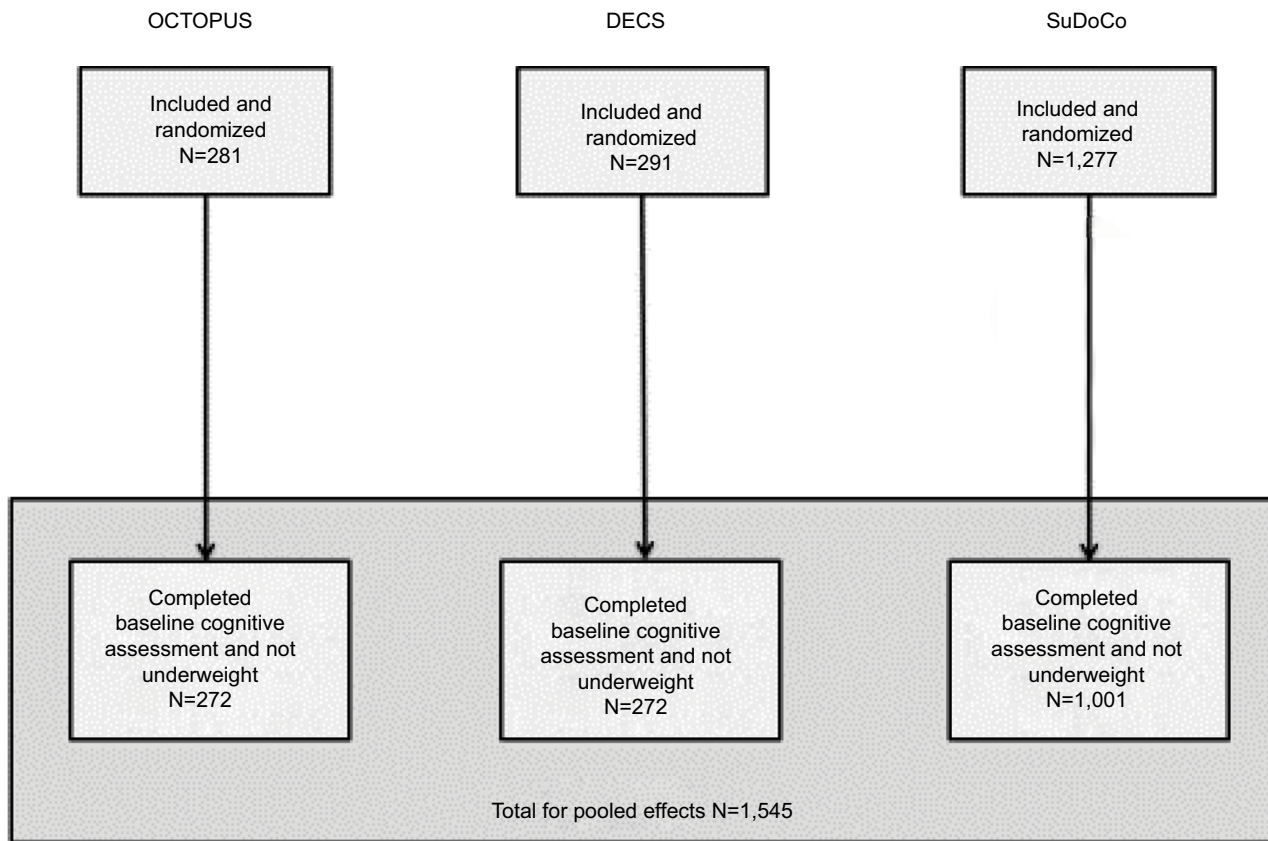 OCTOPUS
DECS
SuDoCo
Included and
randomized
N=281
Included and
randomized
N=291
Included and
randomized
N=1,277
Completed
baseline cognitive
assessment and not
underweight
N=272
Completed
baseline cognitive
assessment and not
underweight
N=272
Completed
baseline cognitive
assessment and not
underweight
N=1,001
Total for pooled effects N=1,545